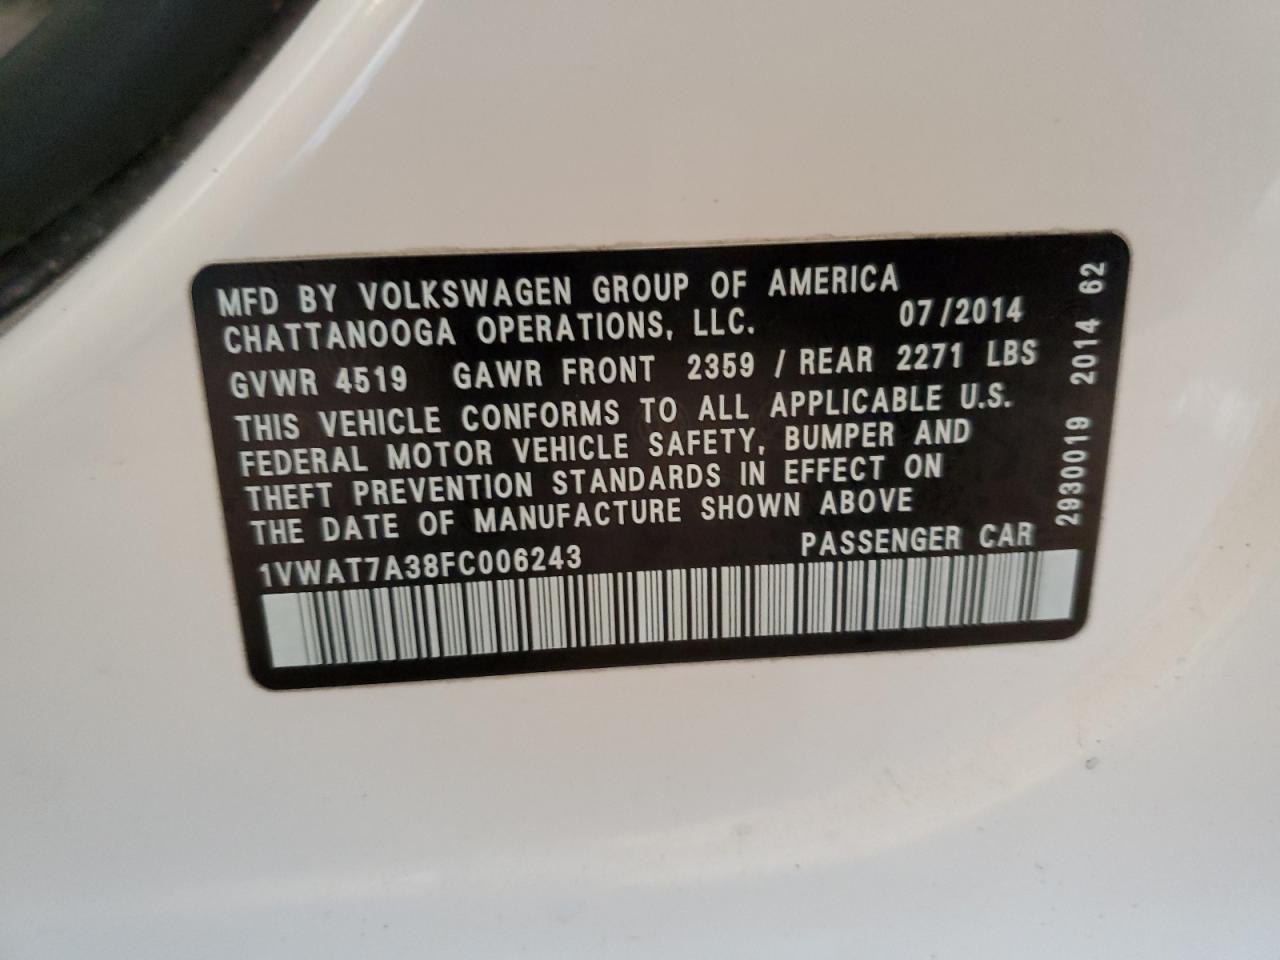 MFD BY VOLKSWAGEN GROUP OF AMERICA
CHATTANOOGA OPERATIONS, LLC. 07/2014
GVWR 4519 GAWR FRONT 2359 / REAR 2271 LBS
THIS VEHICLE CONFORMS TO ALL APPLICABLE U.S.
FEDERAL MOTOR VEHICLE SAFETY, BUMPER AND
THEFT PREVENTION STANDARDS IN EFFECT ON
THE DATE OF MANUFACTURE SHOWN ABOVE
1VWAT7A38FC006243 PASSENGER CAR
2930019 2014 62